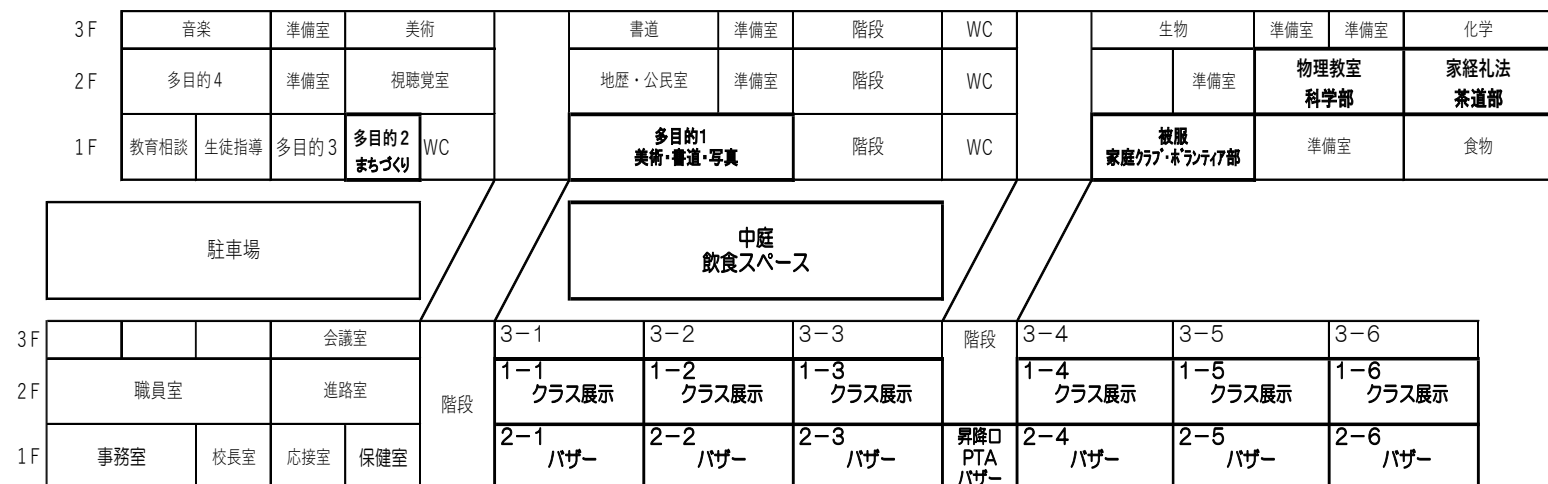 3F 音楽 準備室 美術 書道 準備室 階段 WC 生物 準備室 準備室 化学
2F 多目的4 準備室 視聴覚室 地歴・公民室 準備室 階段 WC 準備室 物理教室 家経礼法
科学部 茶道部
1F 教育相談 生徒指導 多目的3 多目的2 WC 多目的1 階段 WC 被服 準備室 食物
まちづくり 美術・書道・写真 家庭クラブ・ボランティア部
駐車場 中庭
飲食スペース
3F 会議室 3-1 3-2 3-3 階段 3-4 3-5 3-6
2F 職員室 進路室 階段 1-1 1-2 1-3 1-4 1-5 1-6
クラス展示 クラス展示 クラス展示 クラス展示 クラス展示 クラス展示
1F 事務室 校長室 応接室 保健室 2-1 2-2 2-3 昇降口 2-4 2-5 2-6
バザー バザー バザー PTA バザー バザー バザー
バザー